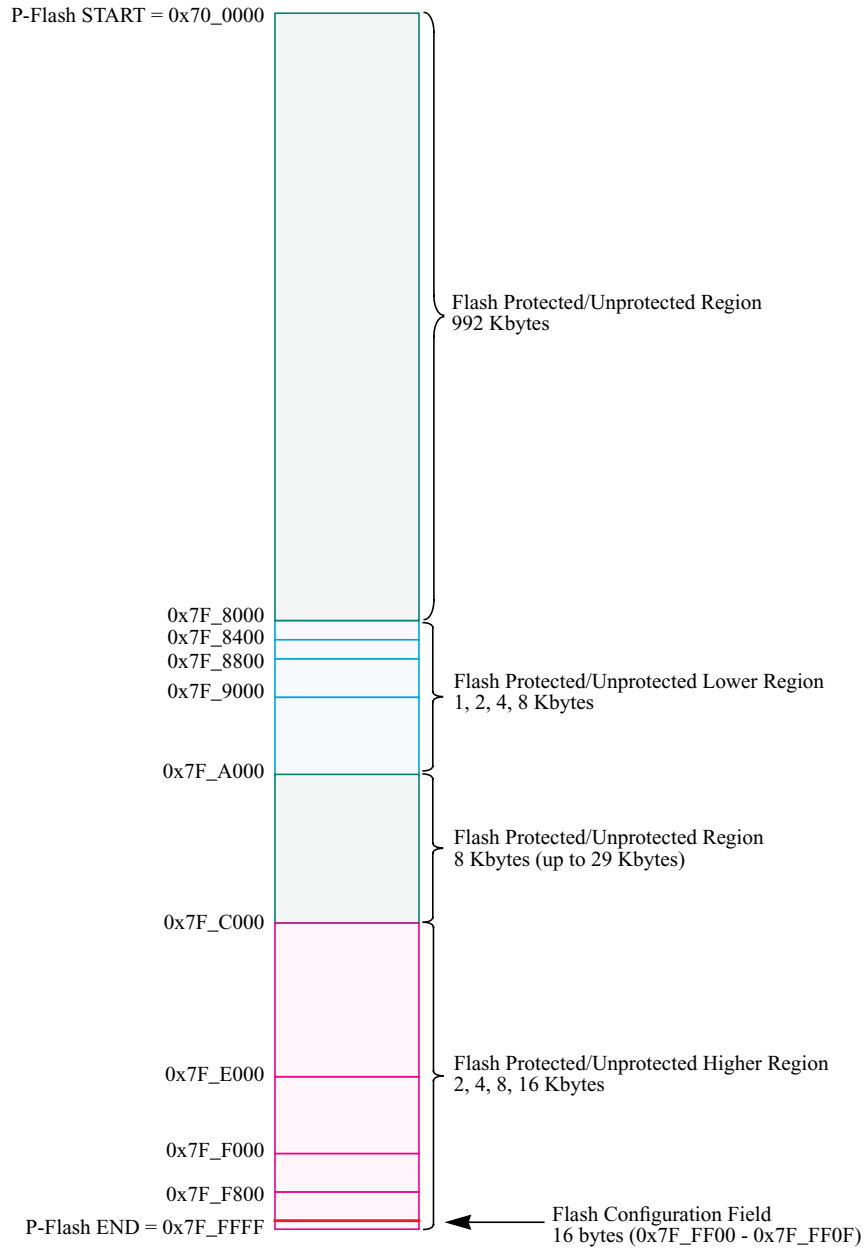 P-Flash START = 0x70_0000
Flash Protected/Unprotected Region
992 Kbytes
0x7F_8000
0x7F_8400
0x7F_8800
0x7F_9000
Flash Protected/Unprotected Lower Region
1, 2, 4, 8 Kbytes
0x7F_A000
Flash Protected/Unprotected Region
8 Kbytes (up to 29 Kbytes)
0x7F_C000
0x7F_E000
Flash Protected/Unprotected Higher Region
2, 4, 8, 16 Kbytes
0x7F_F000
0x7F_F800
P-Flash END = 0x7F_FFFF
Flash Configuration Field
16 bytes (0x7F_FF00 - 0x7F_FF0F)